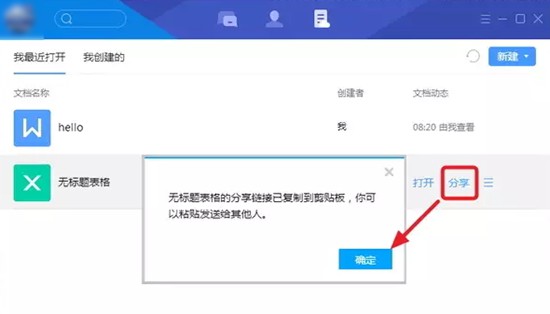 我最近打开 我创建的 新建
文档名称 创建者 文档动态
hello 我 08:20 由我查看
无标题表格 打开 分享
无标题表格的分享链接已复制到剪贴板，你可
以粘贴发送给其他人。
确定